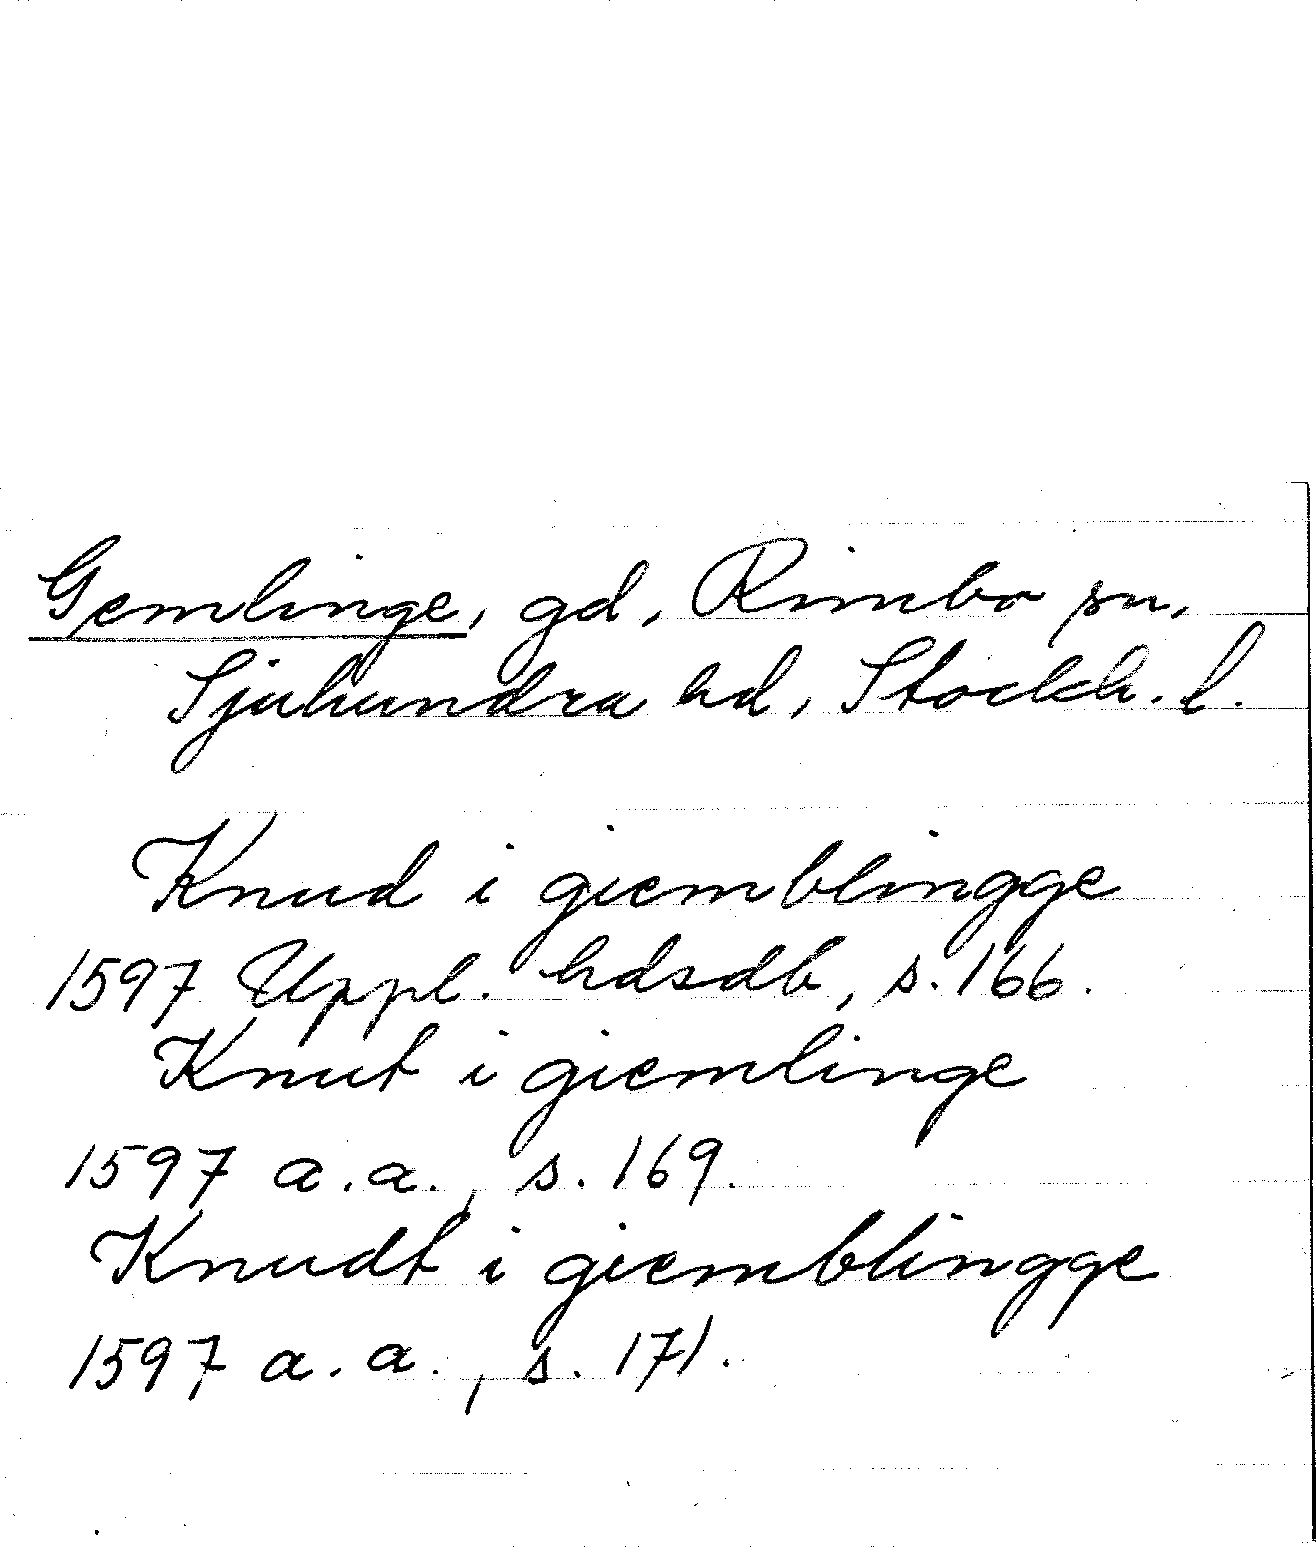 Gemlinge, gd, Rimbo sn,
Sjuhundra hd, Stockh. l.
Knud i giemblingge
1597 Uppl. hdsdb, s. 166.
Knut i giemlinge
1597 a.a., s. 169.
Knudt i giemblingge
1597 a.a., s. 171.